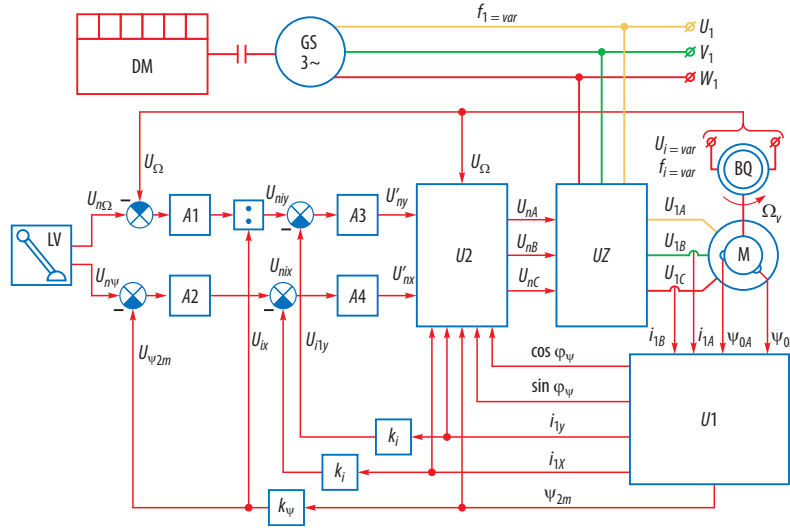 f1 = var
U1
V1
W1
DM
GS
3~
Ui = var
fi = var
BQ
UΩ
UΩ
UnΩ
Uniy
U'ny
A1
A3
Ωv
LV
U2
UnA
UnB
UnC
UZ
U1A
U1B
U1C
M
Unψ
Unix
U'nx
A2
A4
Uψ2m
Uix
Ui1y
i1B
i1A
ψ0A
ψ0
cos φψ
sin φψ
U1
ki
i1y
ki
i1X
kψ
ψ2m